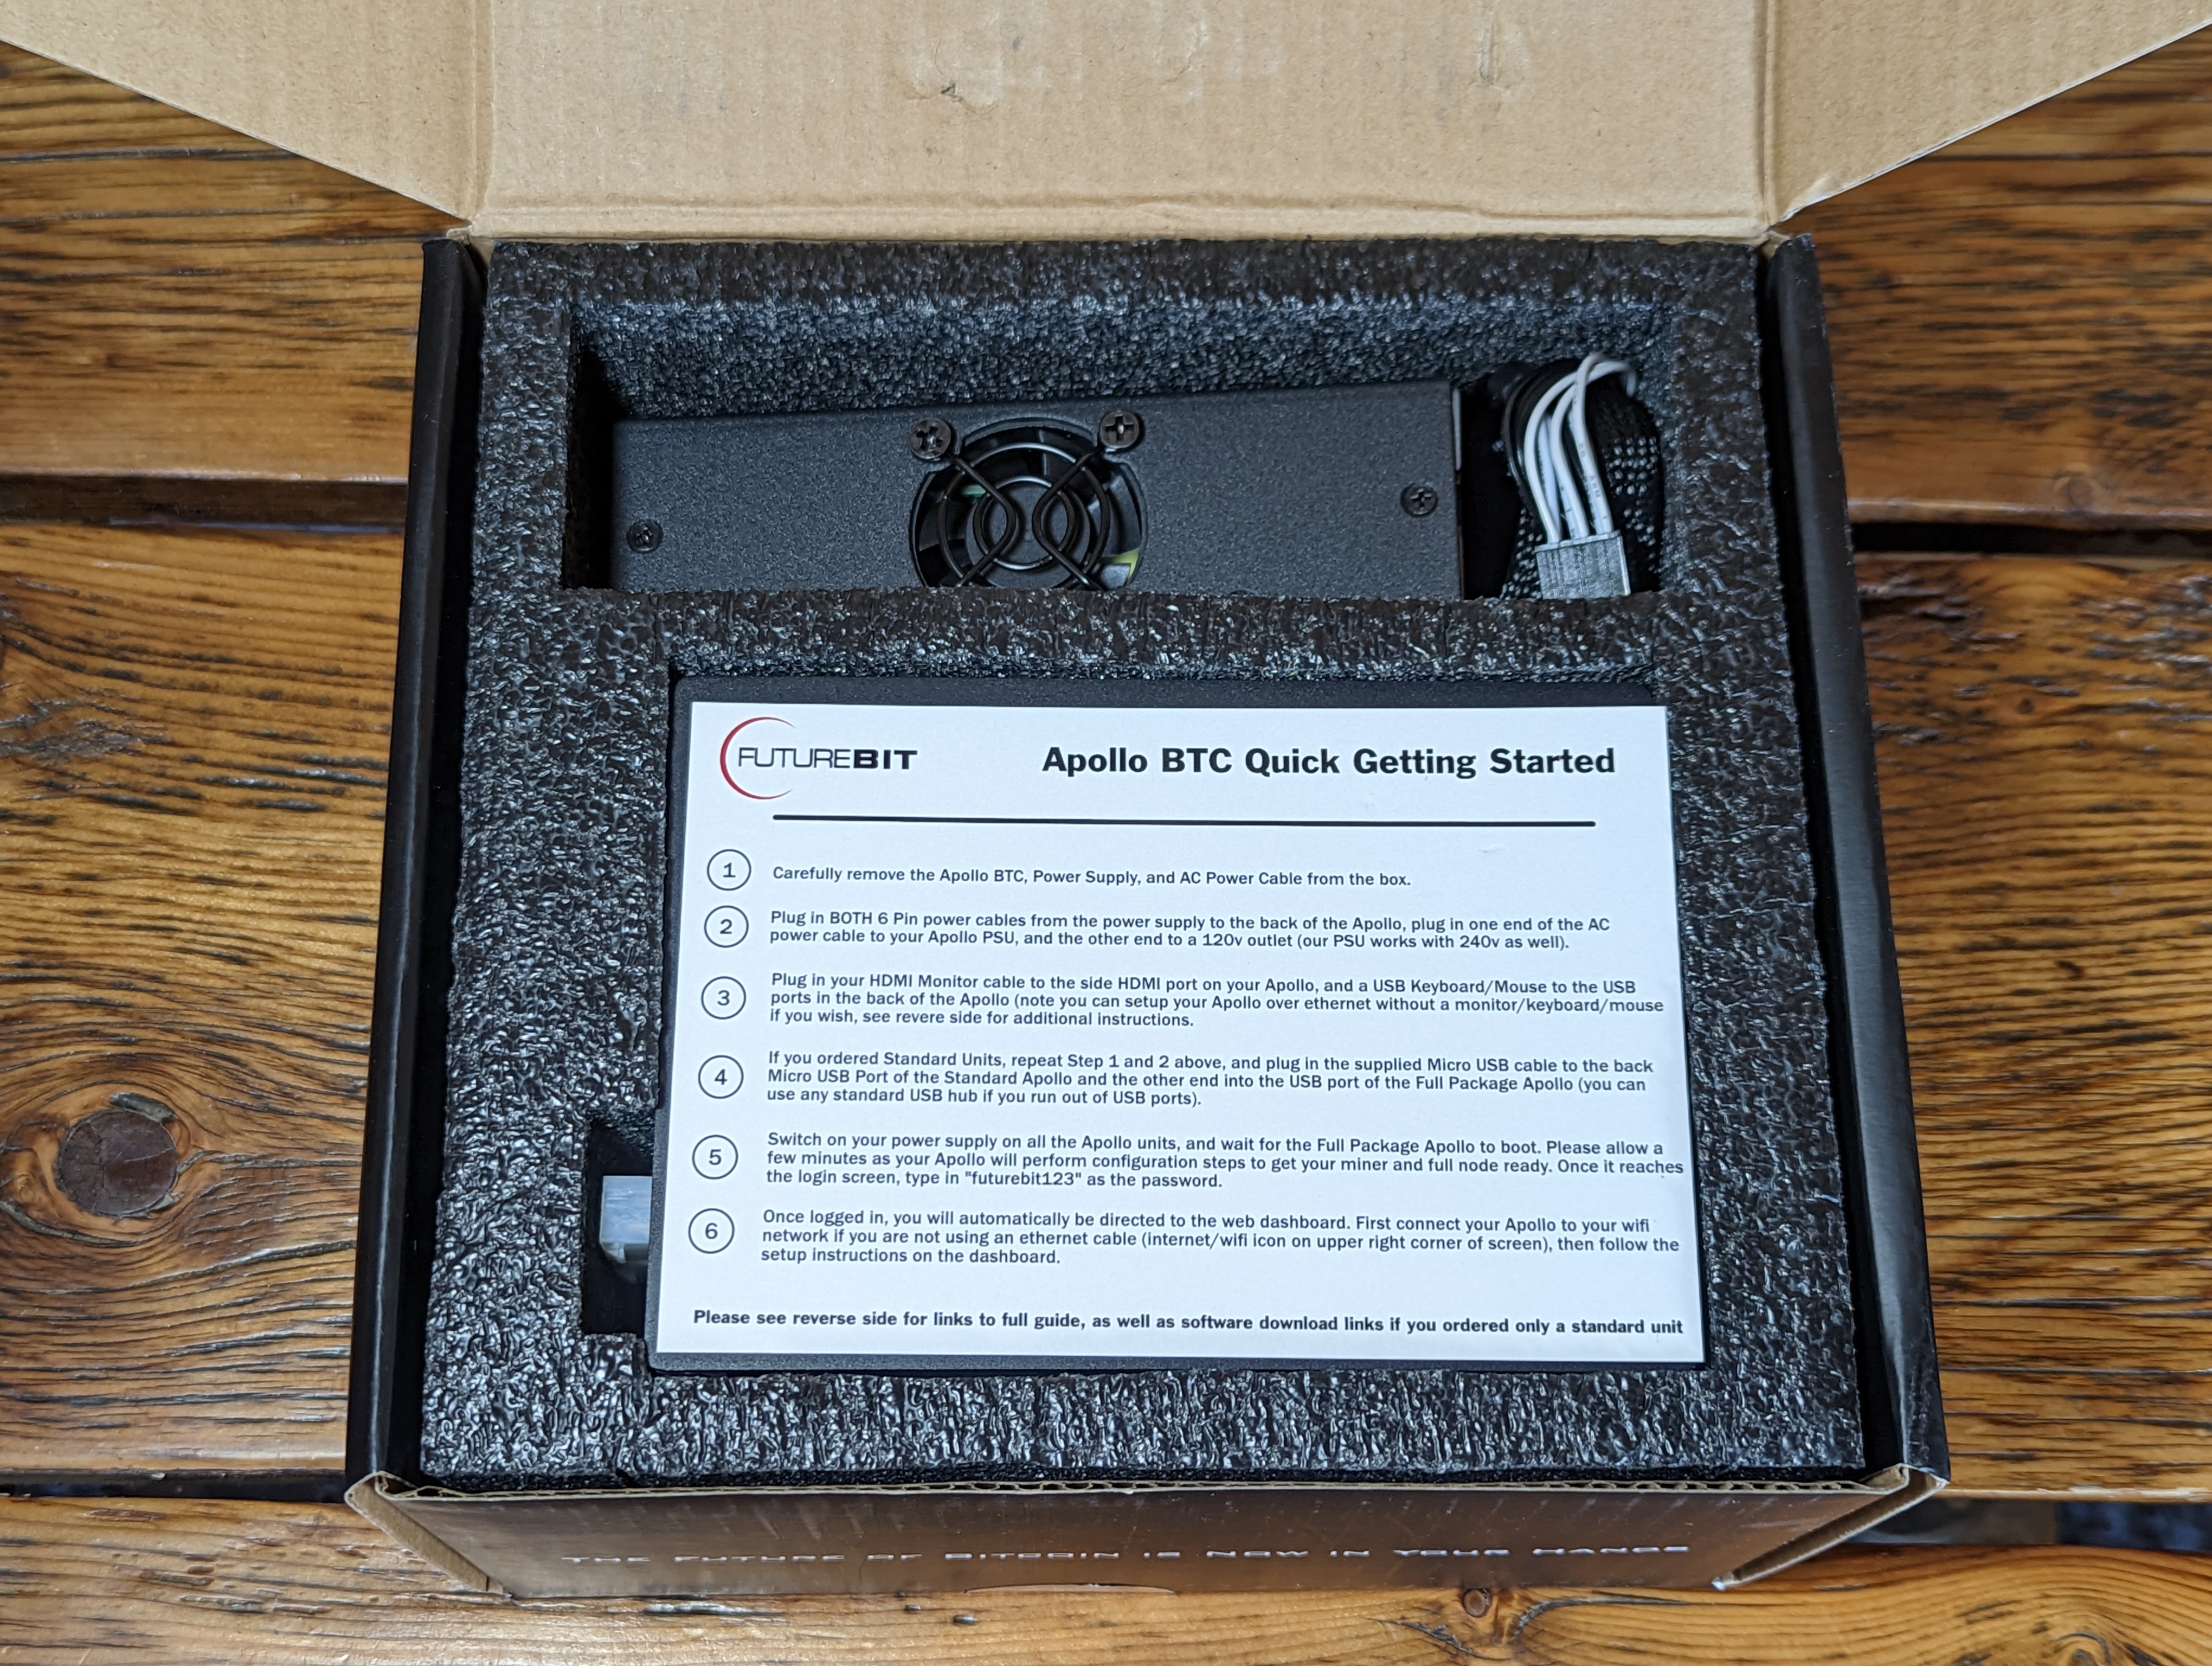 FUTUREBIT
Apollo BTC Quick Getting Started
1
Carefully remove the Apollo BTC, Power Supply, and AC Power Cable from the box.
2
Plug in BOTH 6 Pin power cables from the power supply to the back of the Apollo, plug in one end of the AC
power cable to your Apollo PSU, and the other end to a 120v outlet (our PSU works with 240v as well).
3
Plug in your HDMI Monitor cable to the side HDMI port on your Apollo, and a USB Keyboard/Mouse to the USB
ports in the back of the Apollo (note you can setup your Apollo over ethernet without a monitor/keyboard/mouse
if you wish, see revere side for additional instructions.
4
If you ordered Standard Units, repeat Step 1 and 2 above, and plug in the supplied Micro USB cable to the back
Micro USB Port of the Standard Apollo and the other end into the USB port of the Full Package Apollo (you can
use any standard USB hub if you run out of USB ports).
5
Switch on your power supply on all the Apollo units, and wait for the Full Package Apollo to boot. Please allow a
few minutes as your Apollo will perform configuration steps to get your miner and full node ready. Once it reaches
the login screen, type in "futurebit123" as the password.
6
Once logged in, you will automatically be directed to the web dashboard. First connect your Apollo to your wifi
network if you are not using an ethernet cable (internet/wifi icon on upper right corner of screen), then follow the
setup instructions on the dashboard.
Please see reverse side for links to full guide, as well as software download links if you ordered only a standard unit
THE FUTURE OF BITCOIN IS NOW IN YOUR HANDS